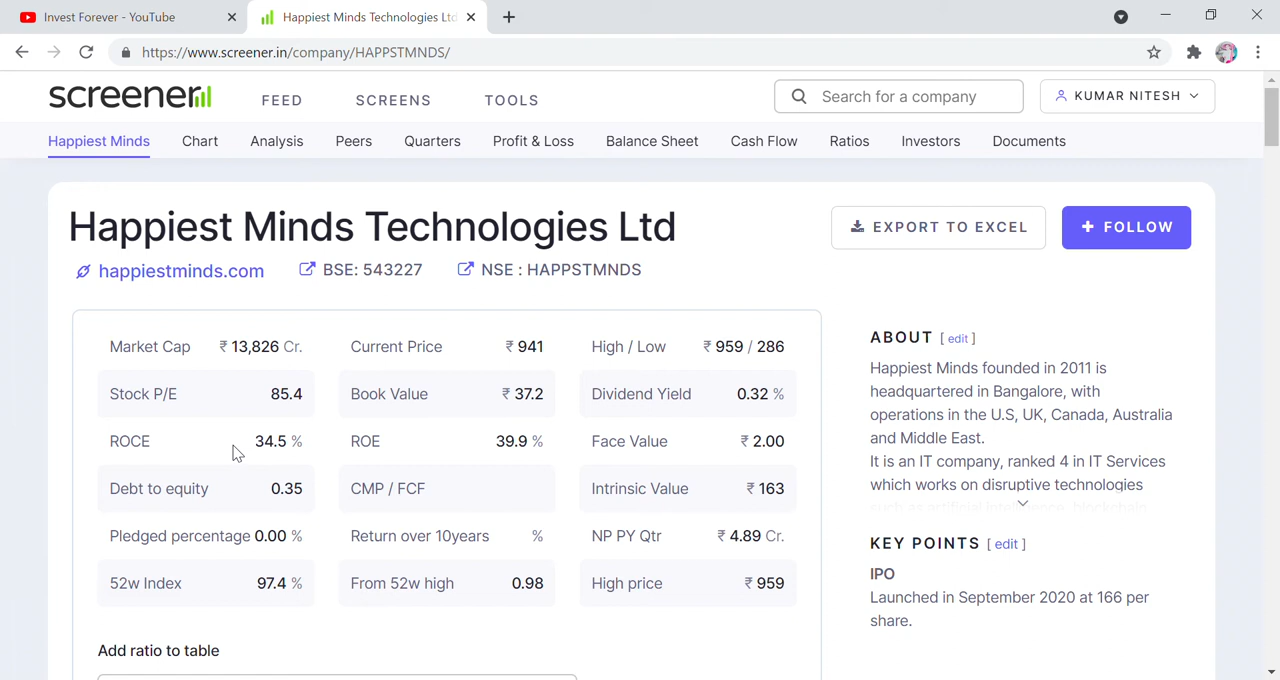 Invest Forever - YouTube
Happiest Minds Technologies Ltd
https://www.screener.in/company/HAPPSTMNDS/
screener
FEED
SCREENS
TOOLS
Search for a company
KUMAR NITESH
Happiest Minds
Chart
Analysis
Peers
Quarters
Profit & Loss
Balance Sheet
Cash Flow
Ratios
Investors
Documents
Happiest Minds Technologies Ltd
EXPORT TO EXCEL
FOLLOW
happiestminds.com
BSE: 543227
NSE : HAPPSTMNDS
Market Cap ₹ 13,826 Cr.
Current Price ₹ 941
High / Low ₹ 959 / 286
Stock P/E 85.4
Book Value ₹ 37.2
Dividend Yield 0.32 %
ROCE 34.5 %
ROE 39.9 %
Face Value ₹ 2.00
Debt to equity 0.35
CMP / FCF
Intrinsic Value ₹ 163
Pledged percentage 0.00 %
Return over 10years %
NP PY Qtr ₹ 4.89 Cr.
52w Index 97.4 %
From 52w high 0.98
High price ₹ 959
Add ratio to table
ABOUT [ edit ]
Happiest Minds founded in 2011 is
headquartered in Bangalore, with
operations in the U.S, UK, Canada, Australia
and Middle East.
It is an IT company, ranked 4 in IT Services
which works on disruptive technologies
such as artificial intelligence, blockchain
KEY POINTS [ edit ]
IPO
Launched in September 2020 at 166 per
share.